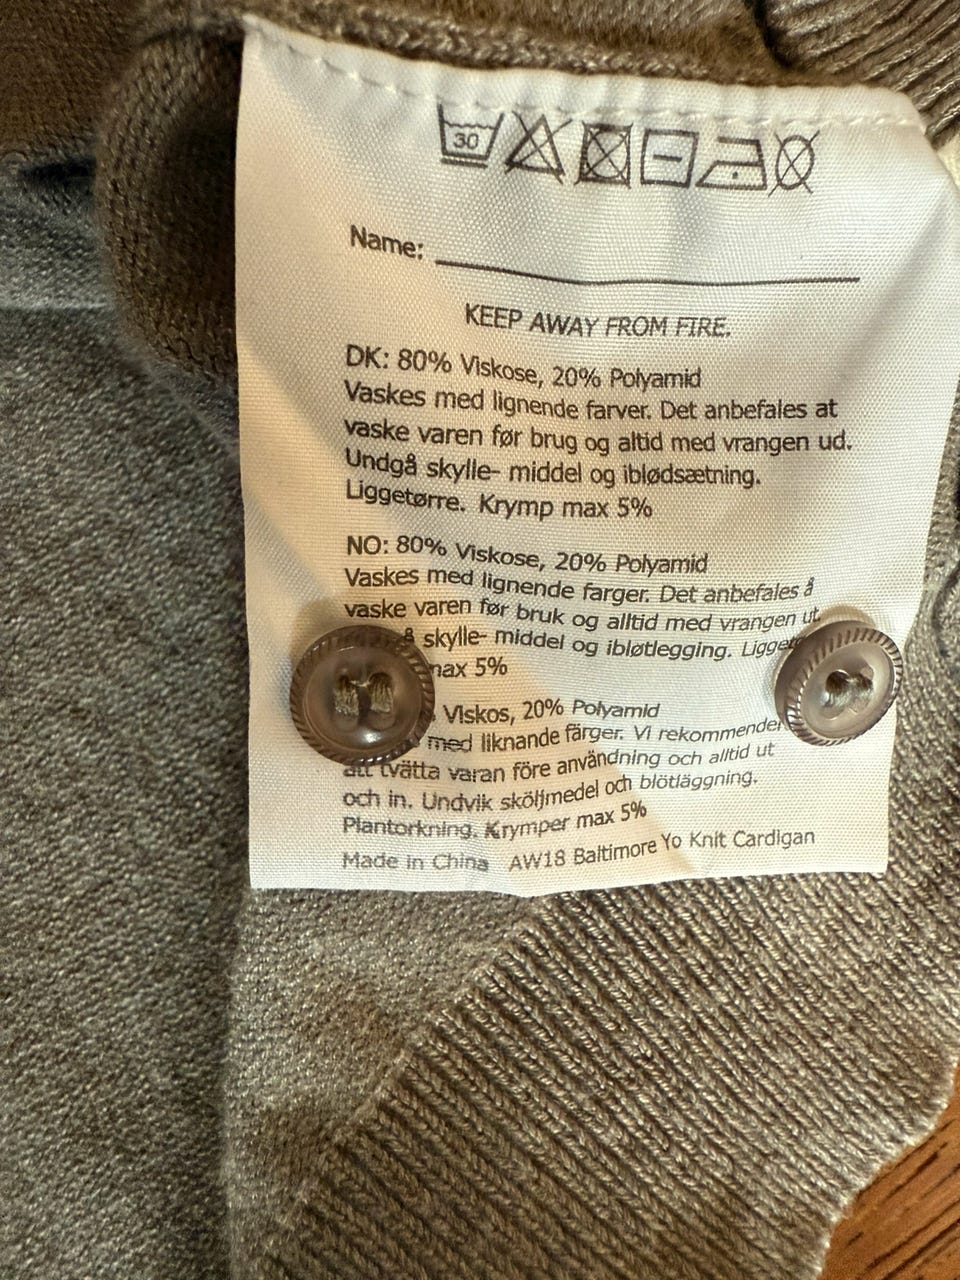 30
Name:
KEEP AWAY FROM FIRE.
DK: 80% Viskose, 20% Polyamid
Vaskes med lignende farver. Det anbefales at
vaske varen før brug og altid med vrangen ud.
Undgå skylle- middel og iblødsætning.
Liggetørre. Krymp max 5%
NO: 80% Viskose, 20% Polyamid
Vaskes med lignende farger. Det anbefales å
vaske varen før bruk og alltid med vrangen ut.
skylle- middel og ibløtlegging.
max 5%
Viskos, 20% Polyamid
med liknande färger. Vi rekommenderar
att tvätta varan före användning och alltid ut
och in. Undvik sköljmedel och blötläggning.
Plantorkning. Krymper max 5%
Made in China AW18 Baltimore Yo Knit Cardigan